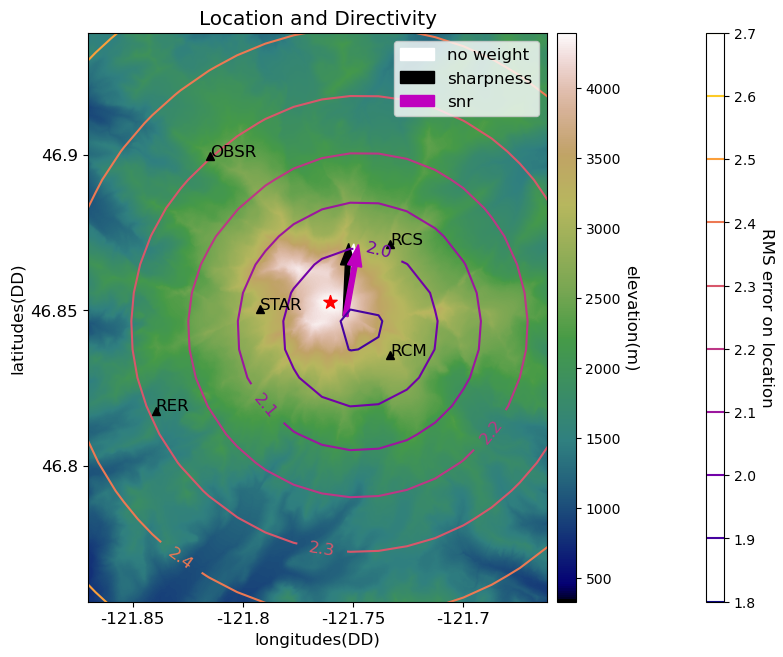 Location and Directivity
no weight
sharpness
snr
OBSR
RCS
STAR
RCM
RER
2.0
2.1
2.2
2.3
2.4
46.9
46.85
46.8
latitudes(DD)
-121.85
-121.8
-121.75
-121.7
longitudes(DD)
4000
3500
3000
2500
2000
1500
1000
500
elevation(m)
2.7
2.6
2.5
2.4
2.3
2.2
2.1
2.0
1.9
1.8
RMS error on location